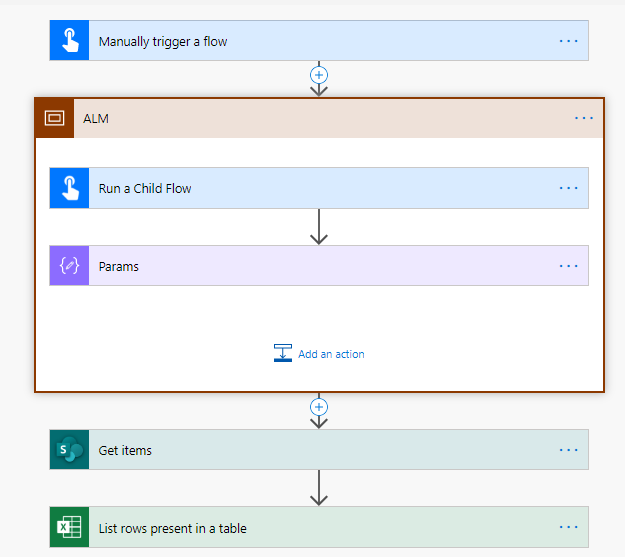 Manually trigger a flow
ALM
Run a Child Flow
Params
Add an action
Get items
List rows present in a table